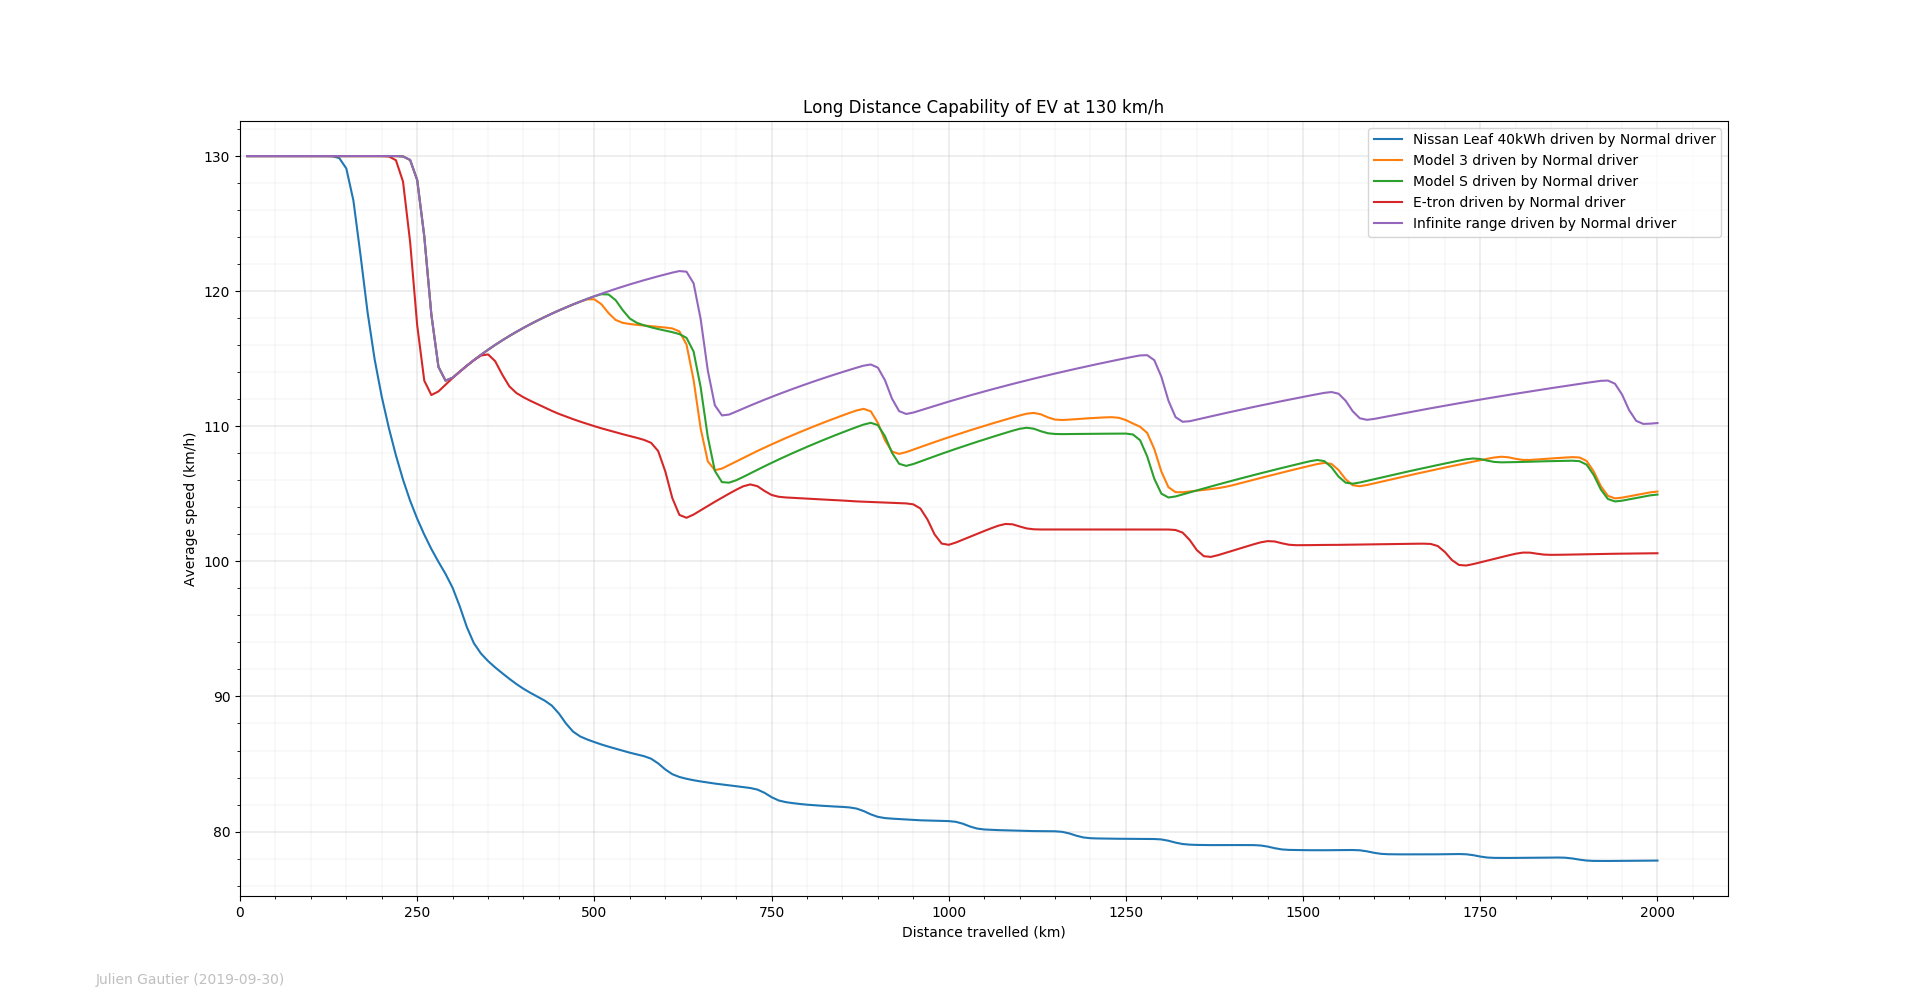 Long Distance Capability of EV at 130 km/h
Nissan Leaf 40kWh driven by Normal driver
Model 3 driven by Normal driver
Model S driven by Normal driver
E-tron driven by Normal driver
Infinite range driven by Normal driver
Average speed (km/h)
130
120
110
100
90
80
0 250 500 750 1000 1250 1500 1750 2000
Distance travelled (km)
Julien Gautier (2019-09-30)